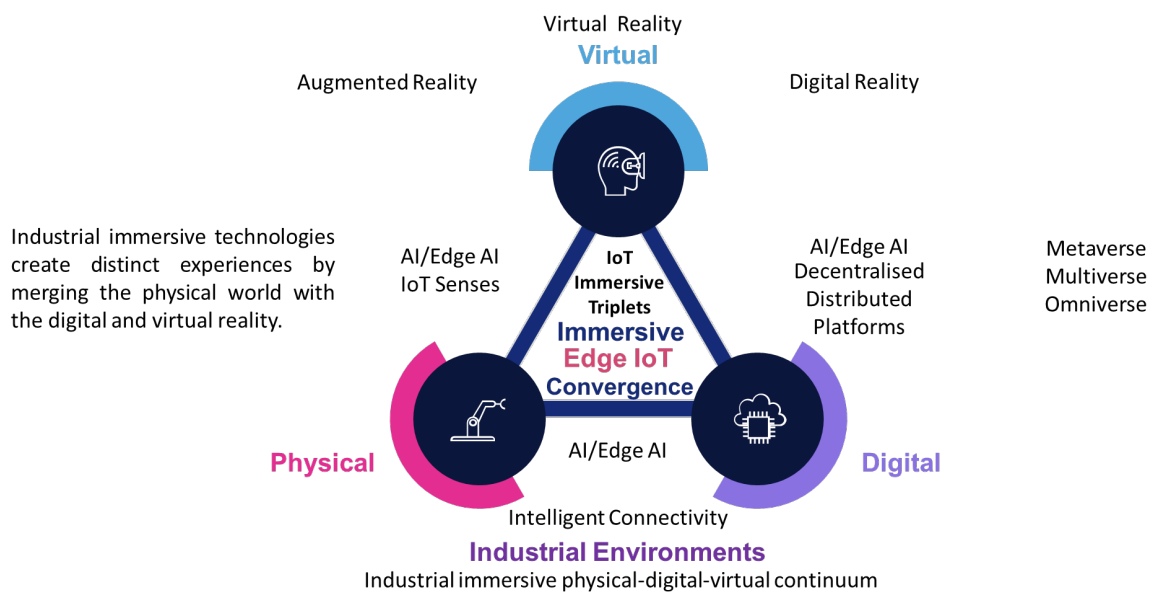 Virtual Reality
Virtual
Augmented Reality
Digital Reality
Industrial immersive technologies
create distinct experiences by
merging the physical world with
the digital and virtual reality.
AI/Edge AI
IoT Senses
IoT
Immersive
Triplets
Immersive
Edge IoT
Convergence
AI/Edge AI
Decentralised
Distributed
Platforms
Metaverse
Multiverse
Omniverse
Physical
AI/Edge AI
Digital
Intelligent Connectivity
Industrial Environments
Industrial immersive physical-digital-virtual continuum